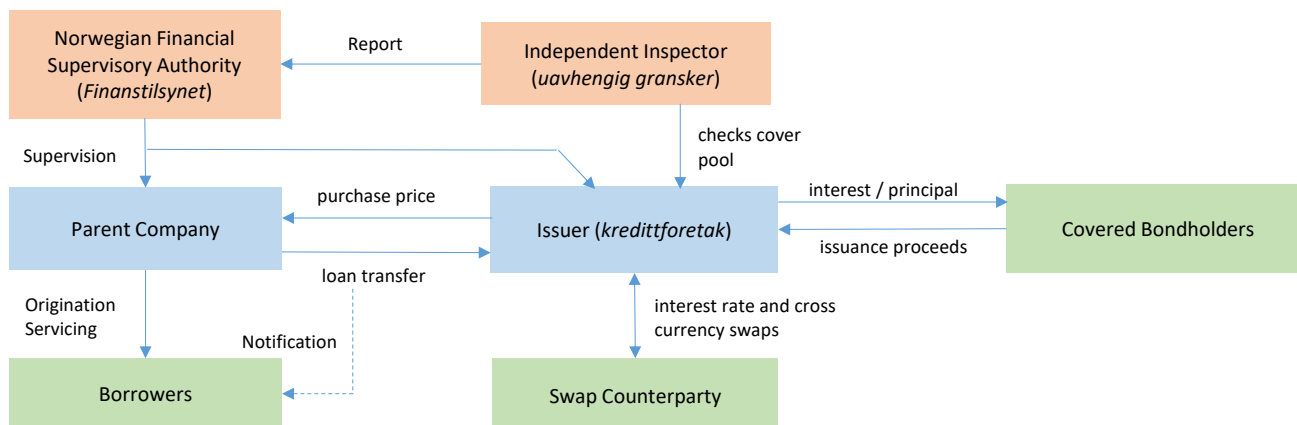 Norwegian Financial
Supervisory Authority
(Finanstilsynet)
Report
Independent Inspector
(uavhengig gransker)
Supervision
checks cover
pool
Parent Company
purchase price
Issuer (kredittforetak)
interest / principal
issuance proceeds
Covered Bondholders
loan transfer
Origination
Servicing
Notification
interest rate and cross
currency swaps
Borrowers
Swap Counterparty